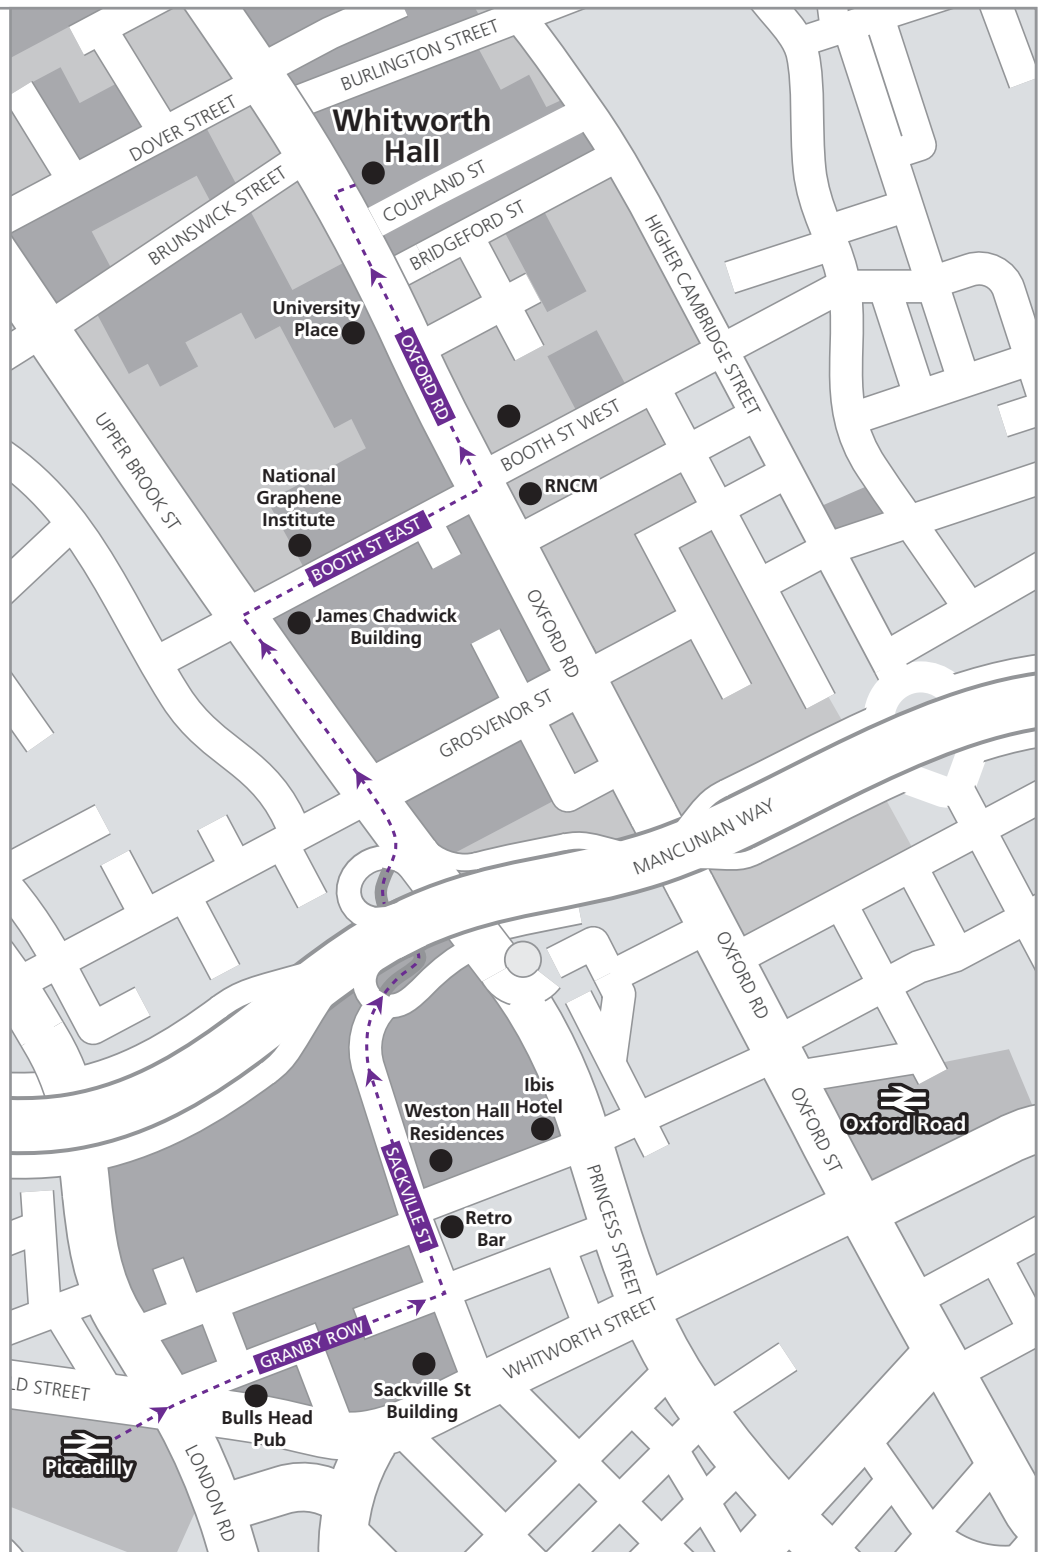 BURLINGTON STREET
Whitworth
Hall
DOVER STREET
COUPLAND ST
BRUNSWICK STREET
BRIDGEFORD ST
HIGHER CAMBRIDGE STREET
University
Place
OXFORD RD
BOOTH ST WEST
UPPER BROOK ST
National
Graphene
Institute
RNCM
BOOTH ST EAST
James Chadwick
Building
OXFORD RD
GROSVENOR ST
MANCUNIAN WAY
OXFORD RD
Ibis
Hotel
Weston Hall
Residences
OXFORD ST
Oxford Road
SACKVILLE ST
PRINCESS STREET
Retro
Bar
GRANBY ROW
WHITWORTH STREET
LD STREET
Sackville St
Building
Bulls Head
Pub
Piccadilly
LONDON RD